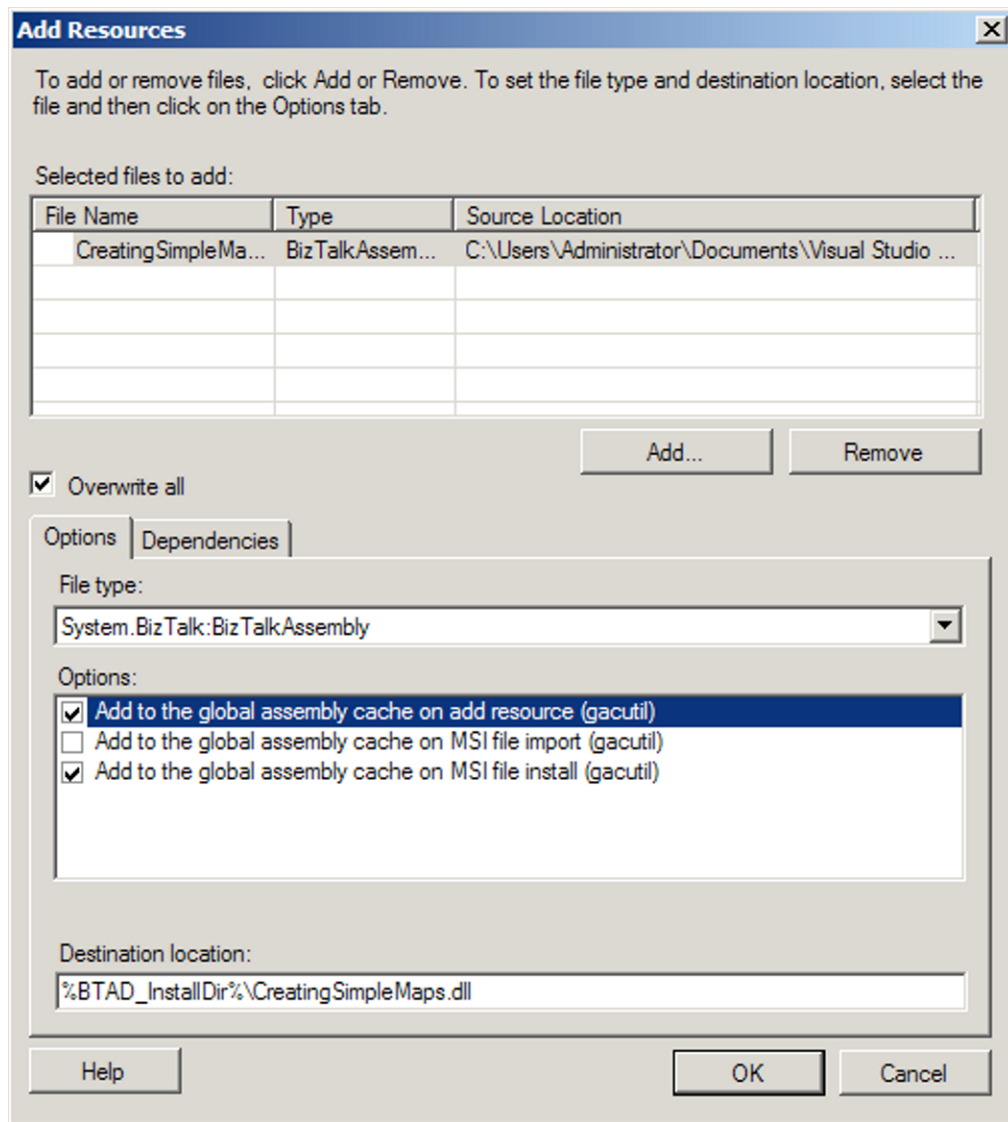 Add Resources
To add or remove files, click Add or Remove. To set the file type and destination location, select the
file and then click on the Options tab.
Selected files to add:
File Name Type Source Location
CreatingSimpleMa... BizTalkAssem... C:\Users\Administrator\Documents\Visual Studio ...
Add... Remove
Overwrite all
Options Dependencies
File type:
System.BizTalk:BizTalkAssembly
Options:
Add to the global assembly cache on add resource (gacutil)
Add to the global assembly cache on MSI file import (gacutil)
Add to the global assembly cache on MSI file install (gacutil)
Destination location:
%BTAD_InstallDir%\CreatingSimpleMaps.dll
Help OK Cancel